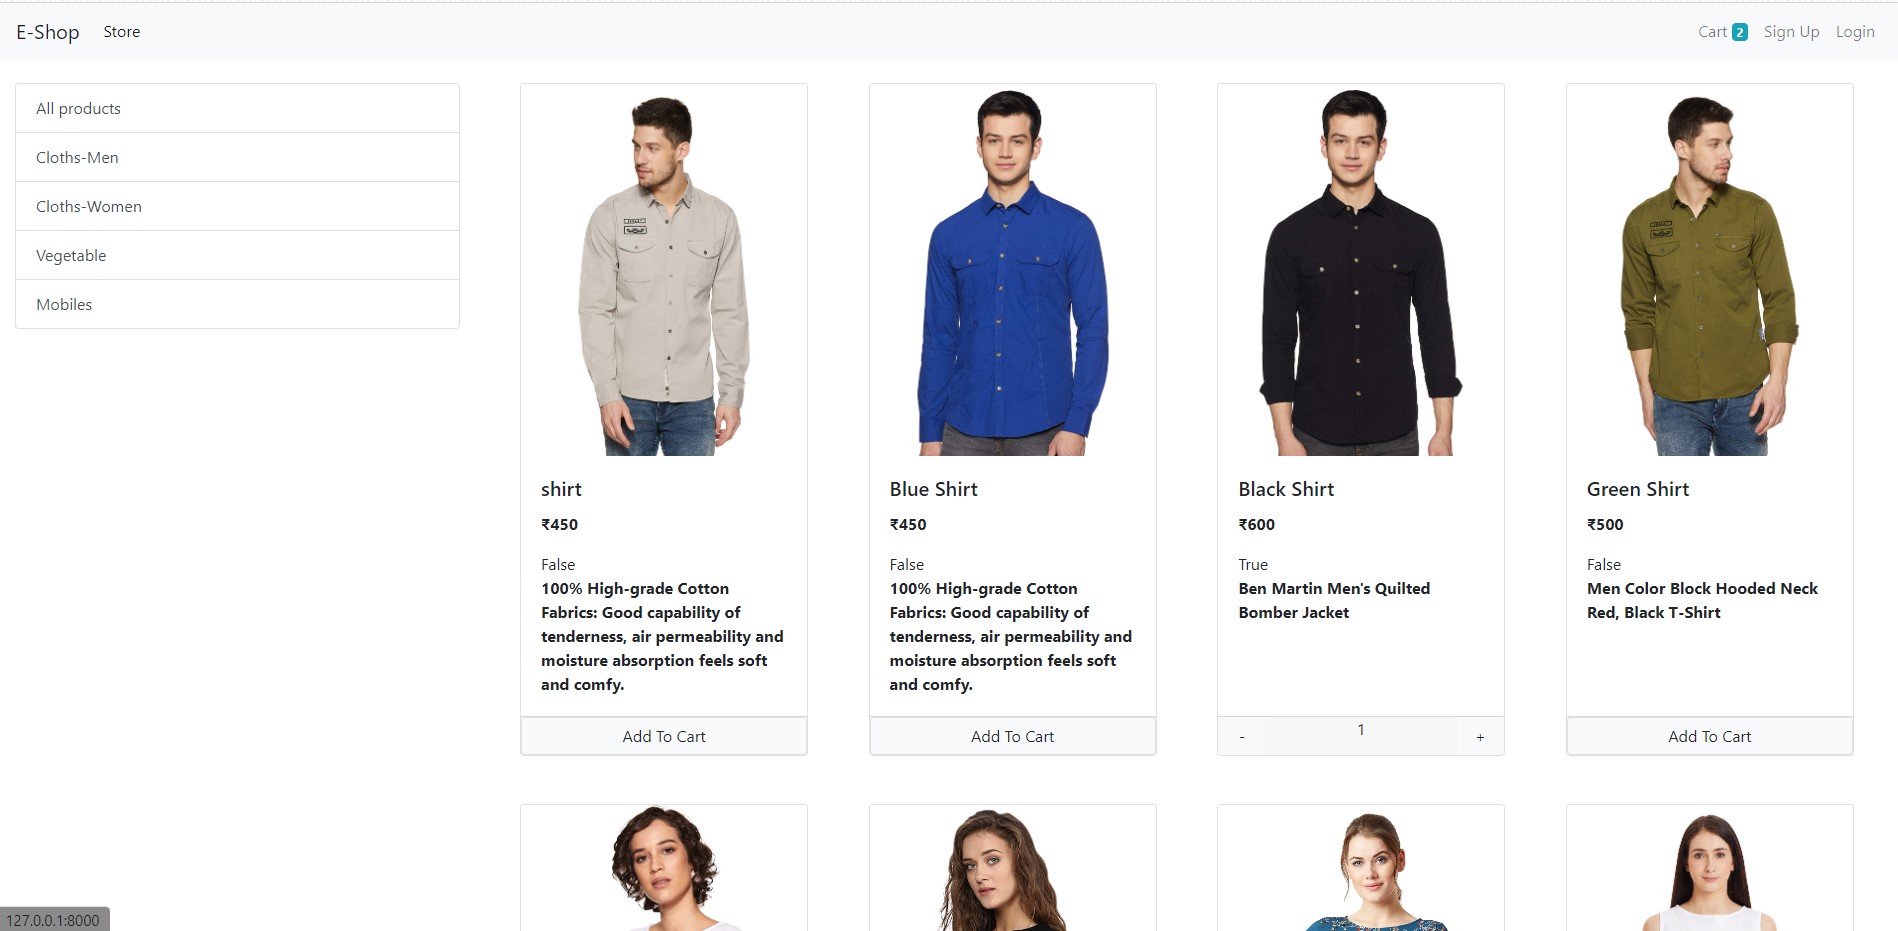 E-Shop Store Cart 2 Sign Up Login
All products
Cloths-Men
Cloths-Women
Vegetable
Mobiles
shirt
₹450
False
100% High-grade Cotton
Fabrics: Good capability of
tenderness, air permeability and
moisture absorption feels soft
and comfy.
Add To Cart
Blue Shirt
₹450
False
100% High-grade Cotton
Fabrics: Good capability of
tenderness, air permeability and
moisture absorption feels soft
and comfy.
Add To Cart
Black Shirt
₹600
True
Ben Martin Men's Quilted
Bomber Jacket
- 1 +
Green Shirt
₹500
False
Men Color Block Hooded Neck
Red, Black T-Shirt
Add To Cart
127.0.0.1:8000